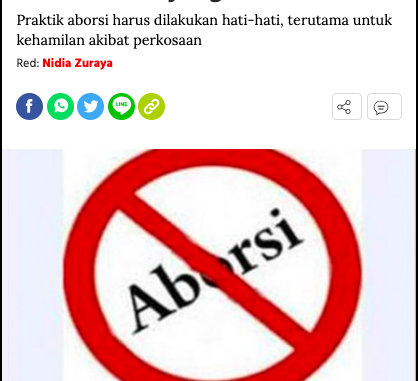 Praktik aborsi harus dilakukan hati-hati, terutama untuk
kehamilan akibat perkosaan
Red: Nidia Zuraya
LINE
Aborsi